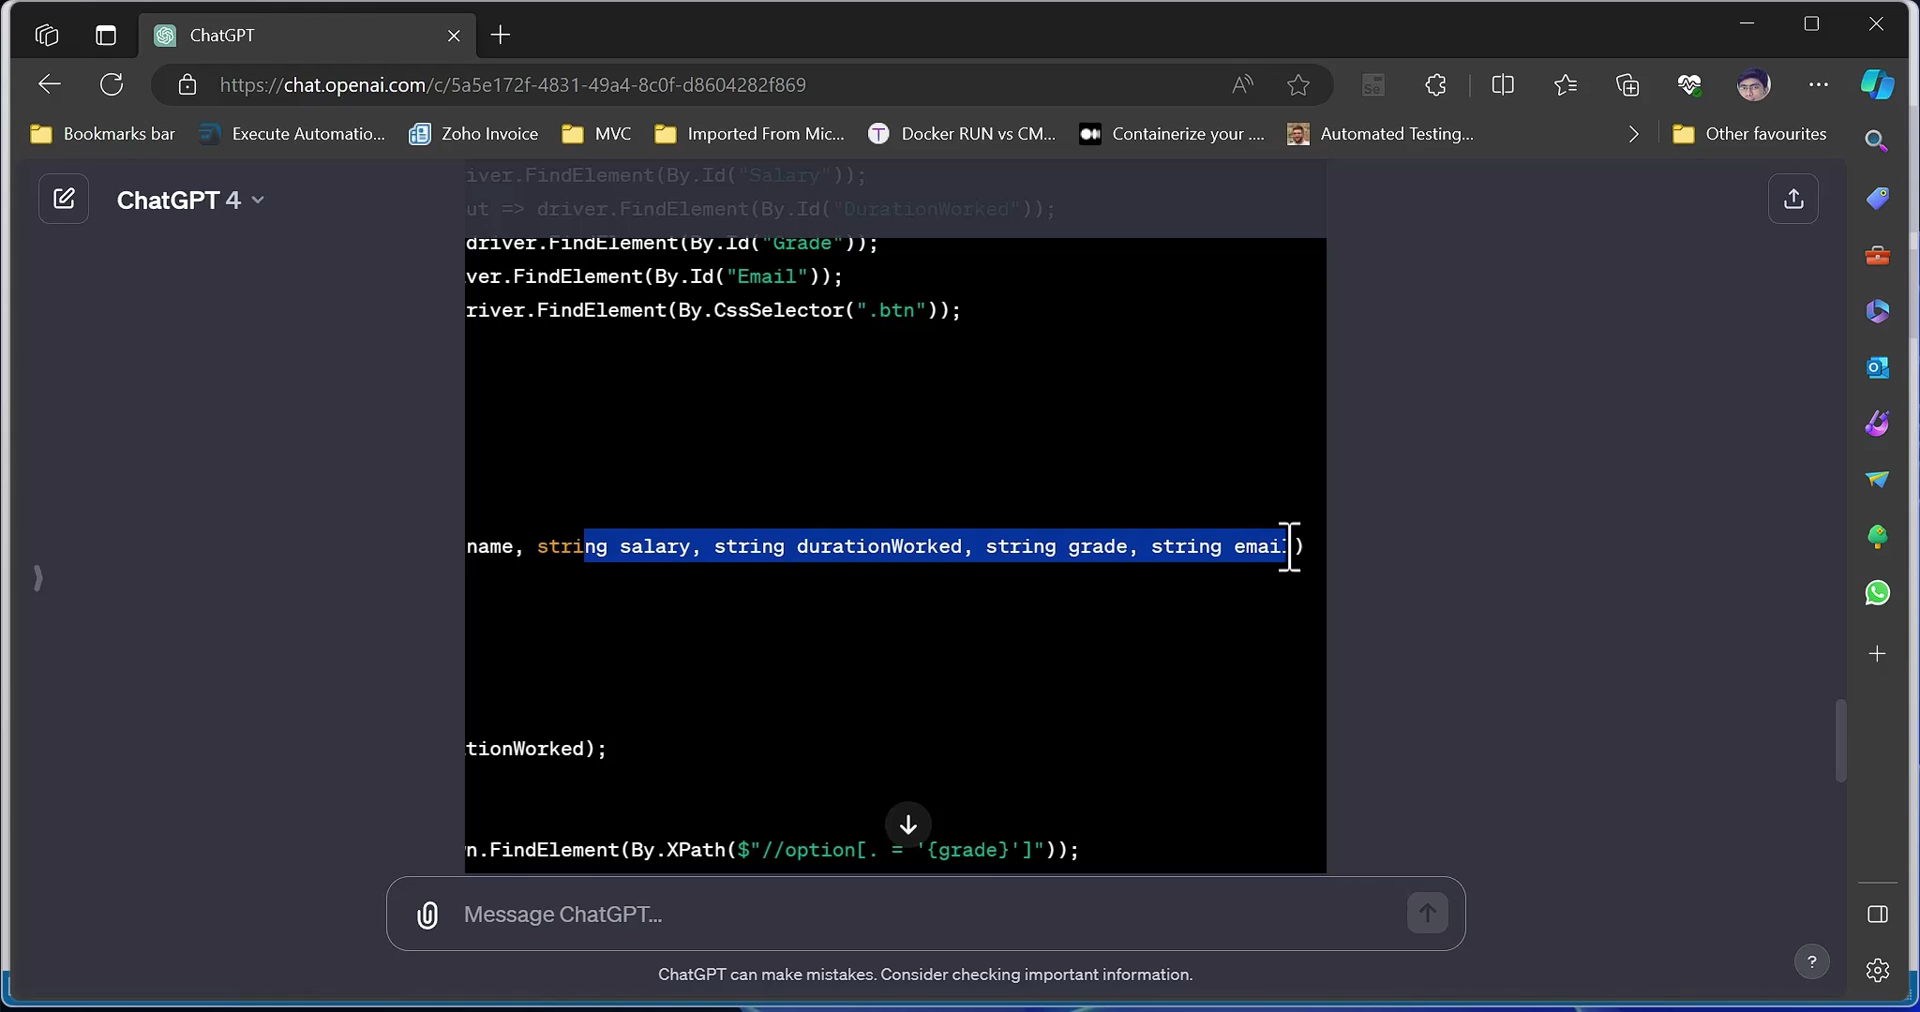 ChatGPT
https://chat.openai.com/c/5a5e172f-4831-49a4-8c0f-d8604282f869
Bookmarks bar
Execute Automatio...
Zoho Invoice
MVC
Imported From Mic...
Docker RUN vs CM...
Containerize your ....
Automated Testing...
Other favourites
ChatGPT 4
iver.FindElement(By.Id("Salary"));
ut => driver.FindElement(By.Id("DurationWorked"));
driver.FindElement(By.Id("Grade"));
ver.FindElement(By.Id("Email"));
river.FindElement(By.CssSelector(".btn"));
name, string salary, string durationWorked, string grade, string email)
tionWorked);
n.FindElement(By.XPath($"//option[. = '{grade}']"));
Message ChatGPT...
ChatGPT can make mistakes. Consider checking important information.
?